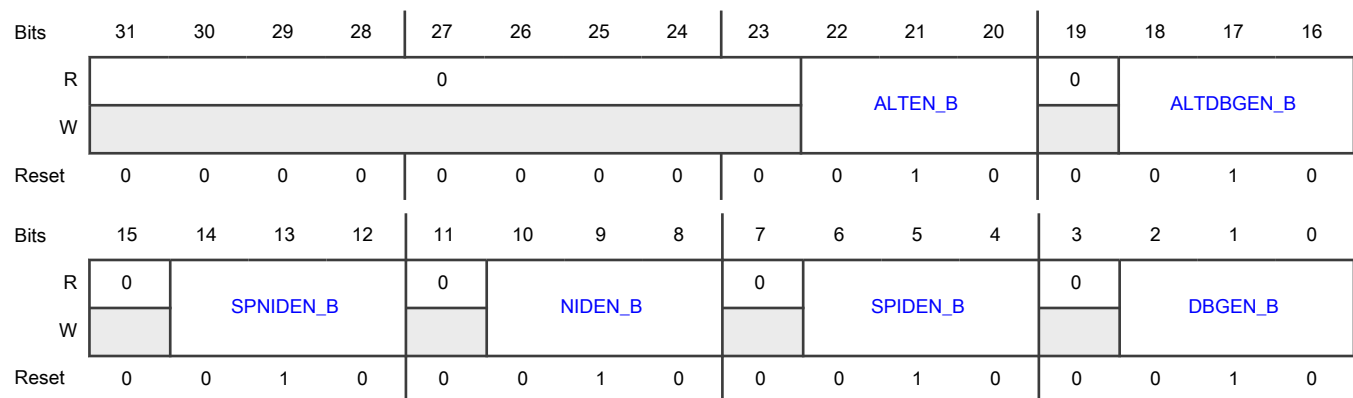 Bits 31 30 29 28 27 26 25 24 23 22 21 20 19 18 17 16
R 0 ALTEN_B 0 ALTDBGEN_B
W
Reset 0 0 0 0 0 0 0 0 0 0 1 0 0 0 1 0
Bits 15 14 13 12 11 10 9 8 7 6 5 4 3 2 1 0
R 0 SPNIDEN_B 0 NIDEN_B 0 SPIDEN_B 0 DBGEN_B
W
Reset 0 0 1 0 0 0 1 0 0 0 1 0 0 0 1 0